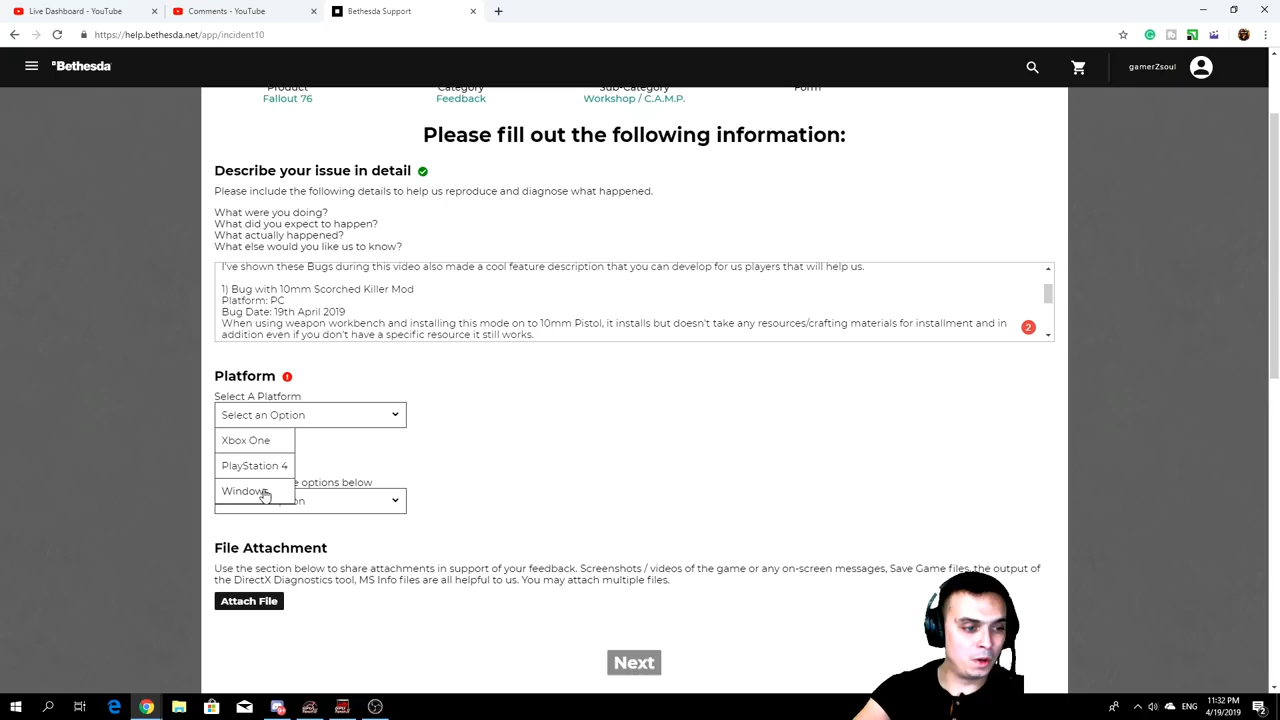 Live Dashboard - YouTube
Comments - YouTube
Bethesda Support
https://help.bethesda.net/app/incident10
Bethesda
gamerZsoul
Product
Category
Sub-Category
Form
Fallout 76
Feedback
Workshop / C.A.M.P.
Please fill out the following information:
Describe your issue in detail
Please include the following details to help us reproduce and diagnose what happened.
What were you doing?
What did you expect to happen?
What actually happened?
What else would you like us to know?
I've shown these Bugs during this video also made a cool feature description that you can develop for us players that will help us.
1) Bug with 10mm Scorched Killer Mod
Platform: PC
Bug Date: 19th April 2019
When using weapon workbench and installing this mode on to 10mm Pistol, it installs but doesn't take any resources/crafting materials for installment and in
addition even if you don't have a specific resource it still works.
2
Platform
Select A Platform
Select an Option
Xbox One
PlayStation 4
options below
Windows
File Attachment
Use the section below to share attachments in support of your feedback. Screenshots / videos of the game or any on-screen messages, Save Game files, the output of
the DirectX Diagnostics tool, MS Info files are all helpful to us. You may attach multiple files.
Attach File
Next
11:32 PM
4/19/2019
2